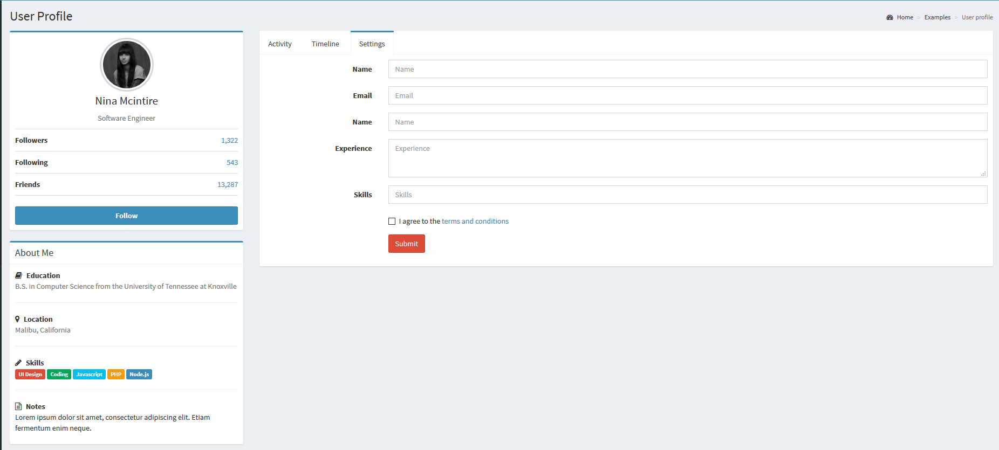 User Profile
Home > Examples > User profile
Nina Mcintire
Software Engineer
Followers 1,322
Following 543
Friends 13,287
Follow
About Me
Education
B.S. in Computer Science from the University of Tennessee at Knoxville
Location
Malibu, California
Skills
UI Design Coding Javascript PHP Node.js
Notes
Lorem ipsum dolor sit amet, consectetur adipiscing elit. Etiam
fermentum enim neque.
Activity Timeline Settings
Name Name
Email Email
Name Name
Experience Experience
Skills Skills
I agree to the terms and conditions
Submit